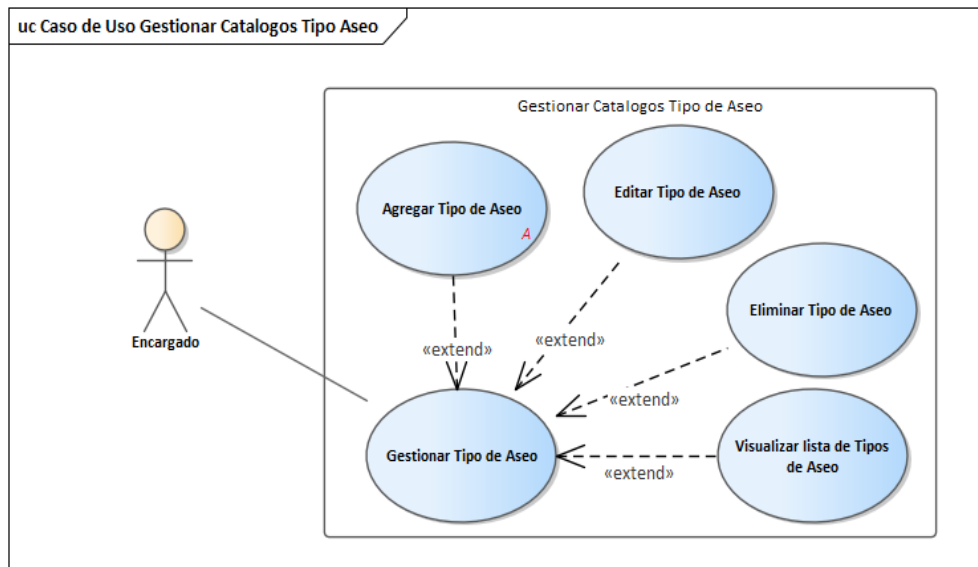 uc Caso de Uso Gestionar Catalogos Tipo Aseo
Gestionar Catalogos Tipo de Aseo
Agregar Tipo de Aseo
A
Editar Tipo de Aseo
Eliminar Tipo de Aseo
Encargado
«extend»
«extend»
«extend»
Gestionar Tipo de Aseo
«extend»
Visualizar lista de Tipos
de Aseo